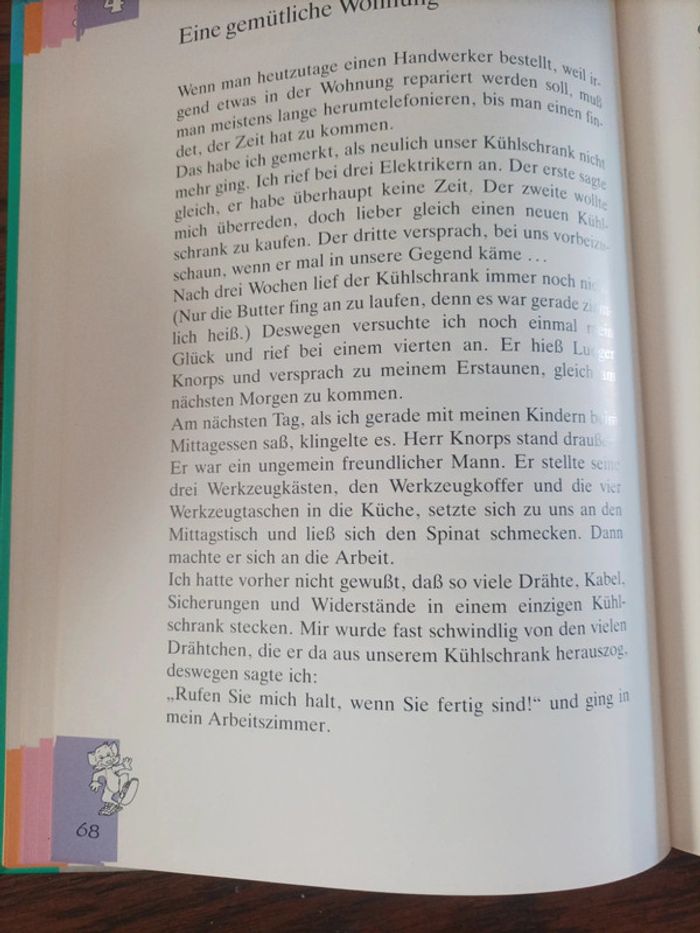 4
Eine gemütliche Wohnung
Wenn man heutzutage einen Handwerker bestellt, weil ir-
gend etwas in der Wohnung repariert werden soll, muß
man meistens lange herumtelefonieren, bis man einen fin-
det, der Zeit hat zu kommen.
Das habe ich gemerkt, als neulich unser Kühlschrank nicht
mehr ging. Ich rief bei drei Elektrikern an. Der erste sagte
gleich, er habe überhaupt keine Zeit. Der zweite wollte
mich überreden, doch lieber gleich einen neuen Kühl-
schrank zu kaufen. Der dritte versprach, bei uns vorbeizu-
schaun, wenn er mal in unsere Gegend käme ...
Nach drei Wochen lief der Kühlschrank immer noch nicht.
(Nur die Butter fing an zu laufen, denn es war gerade ziem-
lich heiß.) Deswegen versuchte ich noch einmal mein
Glück und rief bei einem vierten an. Er hieß Ludger
Knorps und versprach zu meinem Erstaunen, gleich am
nächsten Morgen zu kommen.
Am nächsten Tag, als ich gerade mit meinen Kindern beim
Mittagessen saß, klingelte es. Herr Knorps stand draußen.
Er war ein ungemein freundlicher Mann. Er stellte seine
drei Werkzeugkästen, den Werkzeugkoffer und die vier
Werkzeugtaschen in die Küche, setzte sich zu uns an den
Mittagstisch und ließ sich den Spinat schmecken. Dann
machte er sich an die Arbeit.
Ich hatte vorher nicht gewußt, daß so viele Drähte, Kabel,
Sicherungen und Widerstände in einem einzigen Kühl-
schrank stecken. Mir wurde fast schwindlig von den vielen
Drähtchen, die er da aus unserem Kühlschrank herauszog,
deswegen sagte ich:
„Rufen Sie mich halt, wenn Sie fertig sind!“ und ging in
mein Arbeitszimmer.
68